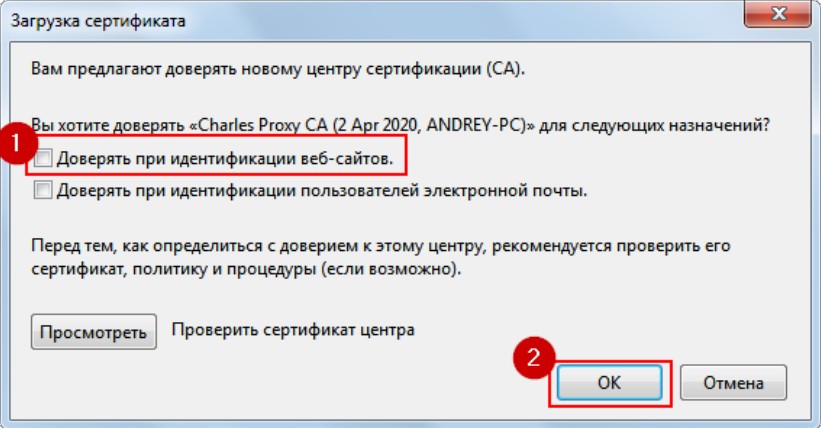 Загрузка сертификата
x
Вам предлагают доверять новому центру сертификации (CA).
Вы хотите доверять «Charles Proxy CA (2 Apr 2020, ANDREY-PC)» для следующих назначений?
1
Доверять при идентификации веб-сайтов.
Доверять при идентификации пользователей электронной почты.
Перед тем, как определиться с доверием к этому центру, рекомендуется проверить его
сертификат, политику и процедуры (если возможно).
Просмотреть Проверить сертификат центра
2
ОК Отмена